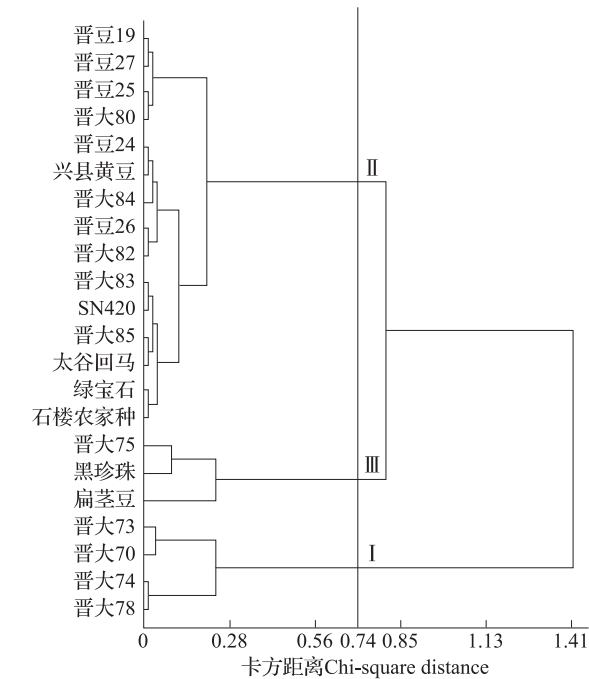 晋豆19
晋豆27
晋豆25
晋大80
晋豆24
兴县黄豆
晋大84
晋豆26
晋大82
晋大83
SN420
晋大85
太谷回马
绿宝石
石楼农家种
晋大75
黑珍珠
扁茎豆
晋大73
晋大70
晋大74
晋大78
Ⅱ
Ⅲ
Ⅰ
0 0.28 0.56 0.74 0.85 1.13 1.41
卡方距离Chi-square distance